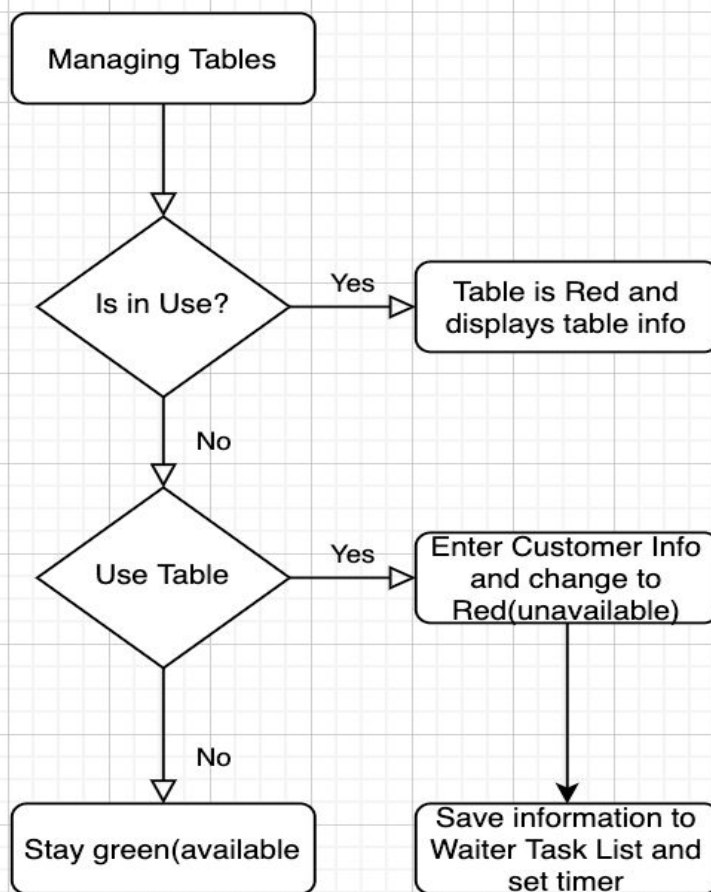 Managing Tables
Is in Use?
Yes
Table is Red and
displays table info
No
Use Table
Yes
Enter Customer Info
and change to
Red(unavailable)
No
Stay green(available
Save information to
Waiter Task List and
set timer